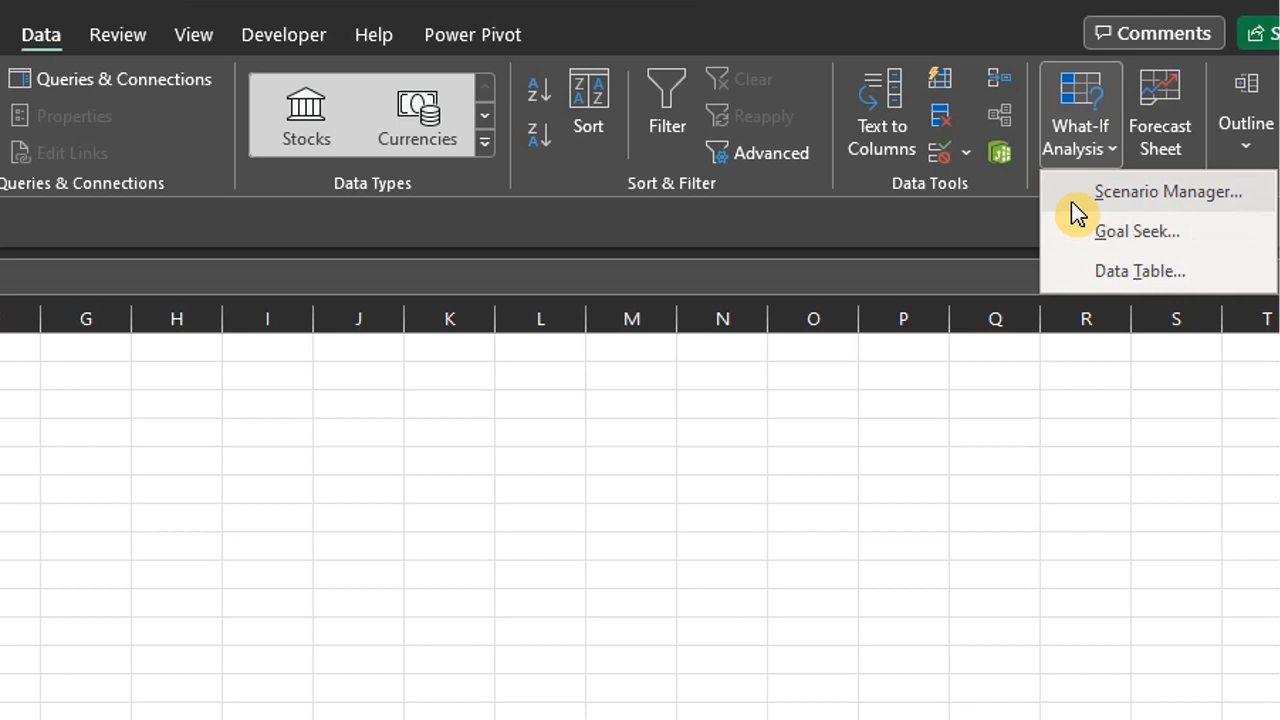 Data Review View Developer Help Power Pivot Comments
Queries & Connections
Properties
Edit Links
Queries & Connections
Stocks Currencies
Data Types
Sort
Filter
Clear
Reapply
Advanced
Sort & Filter
Text to
Columns
Data Tools
What-If
Analysis
Forecast
Sheet
Outline
Scenario Manager...
Goal Seek...
Data Table...
G H I J K L M N O P Q R S T